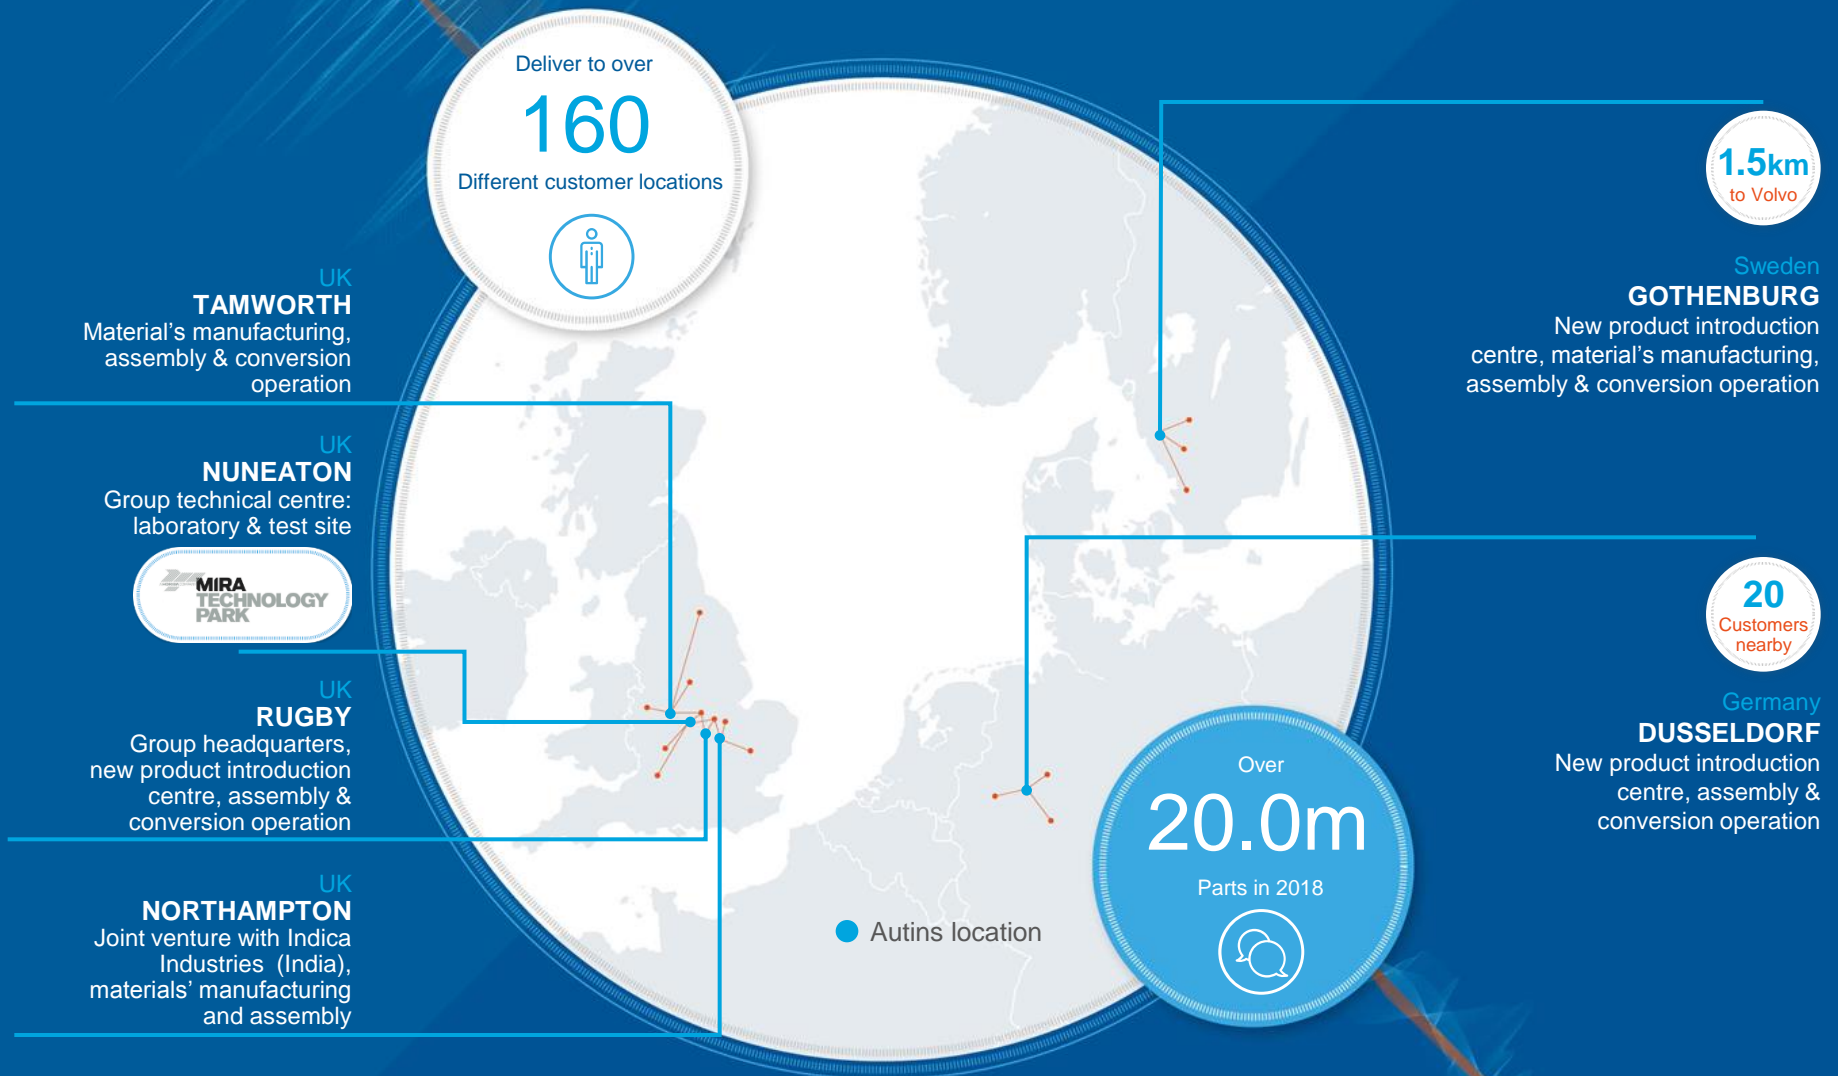 Deliver to over
160
Different customer locations
UK
TAMWORTH
Material’s manufacturing,
assembly & conversion
operation
UK
NUNEATON
Group technical centre:
laboratory & test site
MIRA
TECHNOLOGY
PARK
UK
RUGBY
Group headquarters,
new product introduction
centre, assembly &
conversion operation
UK
NORTHAMPTON
Joint venture with Indica
Industries (India),
materials’ manufacturing
and assembly
1.5km
to Volvo
Sweden
GOTHENBURG
New product introduction
centre, material’s manufacturing,
assembly & conversion operation
20
Customers
nearby
Germany
DUSSELDORF
New product introduction
centre, assembly &
conversion operation
Over
20.0m
Parts in 2018
Autins location